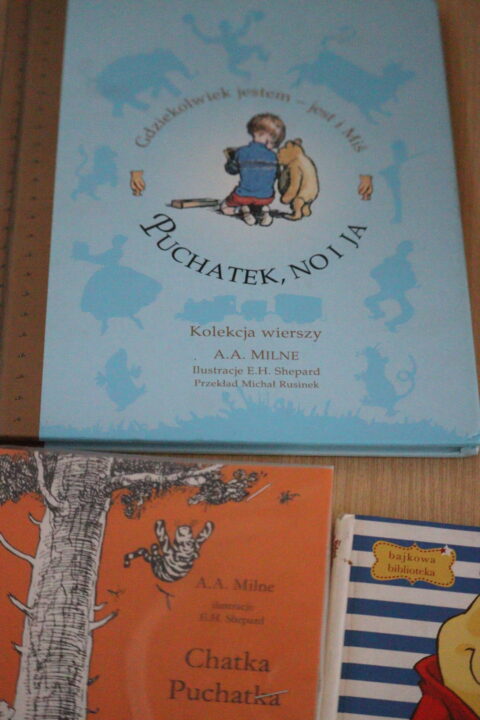 Gdziekolwiek jestem – jest i Miś
PUCHATEK, NO I JA
Kolekcja wierszy
A.A. MILNE
Ilustracje E.H. Shepard
Przekład Michał Rusinek
A.A. Milne
ilustracje
E.H. Shepard
Chatka
Puchatka
bajkowa
biblioteka